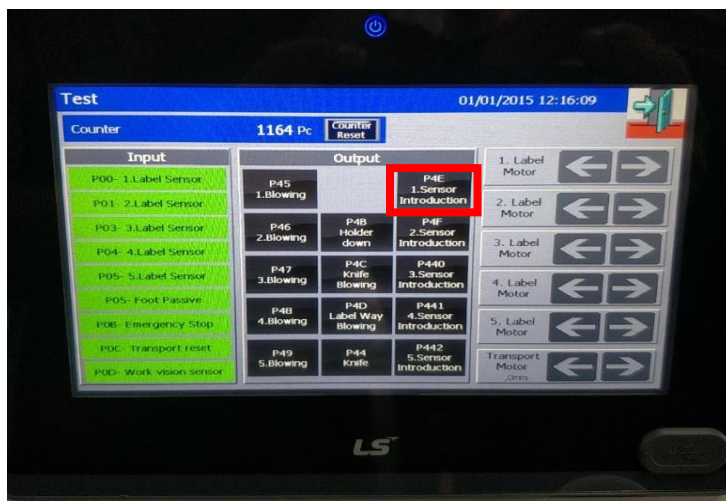 Test
01/01/2015 12:16:09
Counter
1164 Pc
Counter
Reset
Input
P00- 1.Label Sensor
P01- 2.Label Sensor
P03- 3.Label Sensor
P04- 4.Label Sensor
P05- 5.Label Sensor
P05- Foot Passive
P0B- Emergency Stop
P0C- Transport reset
P0D- Work vision sensor
Output
P45
1.Blowing
P4E
1.Sensor
Introduction
P46
2.Blowing
P4B
Holder
down
P4F
2.Sensor
Introduction
P47
3.Blowing
P4C
Knife
Blowing
P440
3.Sensor
Introduction
P48
4.Blowing
P4D
Label Way
Blowing
P441
4.Sensor
Introduction
P49
5.Blowing
P44
Knife
P442
5.Sensor
Introduction
1. Label
Motor
2. Label
Motor
3. Label
Motor
4. Label
Motor
5. Label
Motor
Transport
Motor
LS